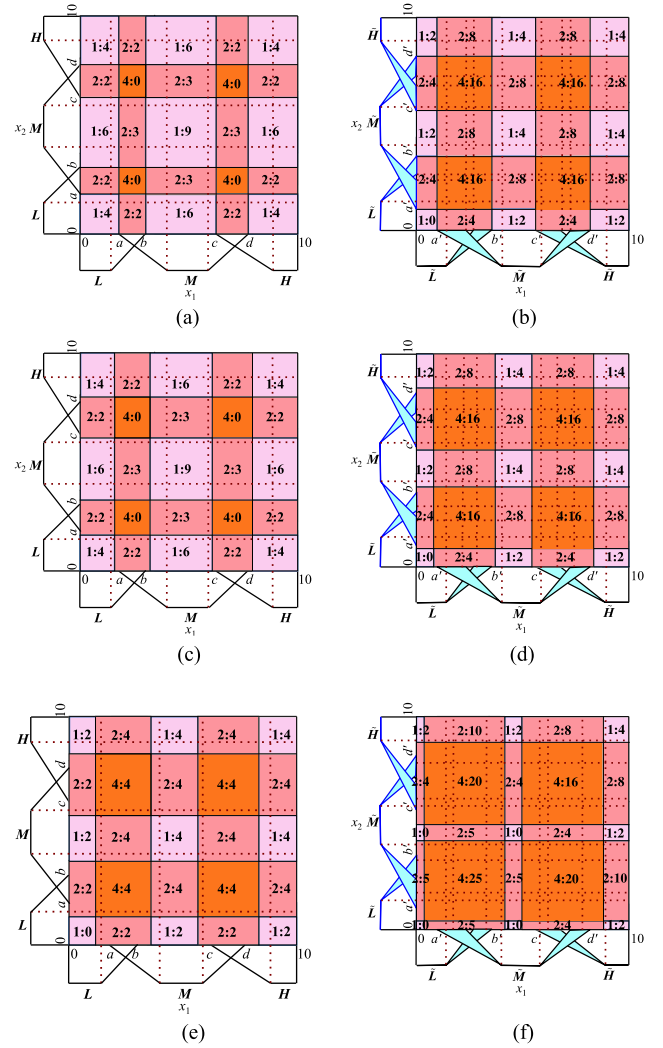 10
H
1:4 2:2 1:6 2:2 1:4
d
2:2 4:0 2:3 4:0 2:2
c
x2 M
1:6 2:3 1:9 2:3 1:6
b
2:2 4:0 2:3 4:0 2:2
a
L
1:4 2:2 1:6 2:2 1:4
0
0 a b c d 10
L M H
x1
(a)
10
H̃
1:2 2:8 1:4 2:8 1:4
d'
2:4 4:16 2:8 4:16 2:8
c'
x2 M̃
1:2 2:8 1:4 2:8 1:4
b'
2:4 4:16 2:8 4:16 2:8
a'
L̃
1:0 2:4 1:2 2:4 1:2
0
0 a' b' c' d' 10
L̃ M̃ H̃
x1
(b)
10
H
1:4 2:2 1:6 2:2 1:4
d
2:2 4:0 2:3 4:0 2:2
c
x2 M
1:6 2:3 1:9 2:3 1:6
b
2:2 4:0 2:3 4:0 2:2
a
L
1:4 2:2 1:6 2:2 1:4
0
0 a b c d 10
L M H
x1
(c)
10
H̃
1:2 2:8 1:4 2:8 1:4
d'
2:4 4:16 2:8 4:16 2:8
c'
x2 M̃
1:2 2:8 1:4 2:8 1:4
b'
2:4 4:16 2:8 4:16 2:8
a'
L̃
1:0 2:4 1:2 2:4 1:2
0
0 a' b' c' d' 10
L̃ M̃ H̃
x1
(d)
10
H
1:2 2:4 1:4 2:4 1:4
d
2:2 4:4 2:4 4:4 2:4
c
M
1:2 2:4 1:4 2:4 1:4
b
2:2 4:4 2:4 4:4 2:4
a
L
1:0 2:2 1:2 2:2 1:2
0
0 a b c d 10
L M H
x1
(e)
10
H̃
1:2 2:10 1:2 2:8 1:4
d'
2:4 4:20 2:4 4:16 2:8
c'
x2 M̃
1:0 2:5 1:0 2:4 1:2
b'
2:5 4:25 2:5 4:20 2:10
a'
L̃
1:0 2:5 1:0 2:4 1:2
0
0 a' b' c d' 10
L̃ M̃ H̃
x1
(f)